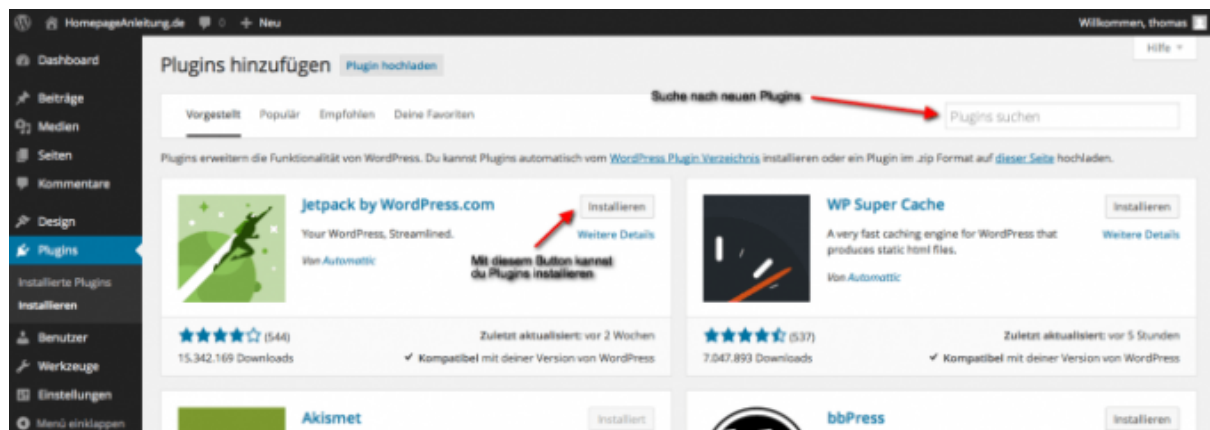 HomepageAnleitung.de 0 + Neu
Willkommen, thomas
Hilfe
Dashboard
Beiträge
Medien
Seiten
Kommentare
Design
Plugins
Installierte Plugins
Installieren
Benutzer
Werkzeuge
Einstellungen
Menü einklappen
Plugins hinzufügen Plugin hochladen
Vorgestellt Populär Empfohlen Deine Favoriten
Suche nach neuen Plugins
Plugins suchen
Plugins erweitern die Funktionalität von WordPress. Du kannst Plugins automatisch vom WordPress Plugin Verzeichnis installieren oder ein Plugin im .zip Format auf dieser Seite hochladen.
Jetpack by WordPress.com
Installieren
Your WordPress, Streamlined.
Weitere Details
Von Automattic
Mit diesem Button kannst
du Plugins installieren
(544)
Zuletzt aktualisiert: vor 2 Wochen
15.342.169 Downloads
✔ Kompatibel mit deiner Version von WordPress
WP Super Cache
Installieren
A very fast caching engine for WordPress that
produces static html files.
Weitere Details
Von Automattic
(537)
Zuletzt aktualisiert: vor 5 Stunden
7.047.893 Downloads
✔ Kompatibel mit deiner Version von WordPress
Akismet
Installiert
bbPress
Installieren